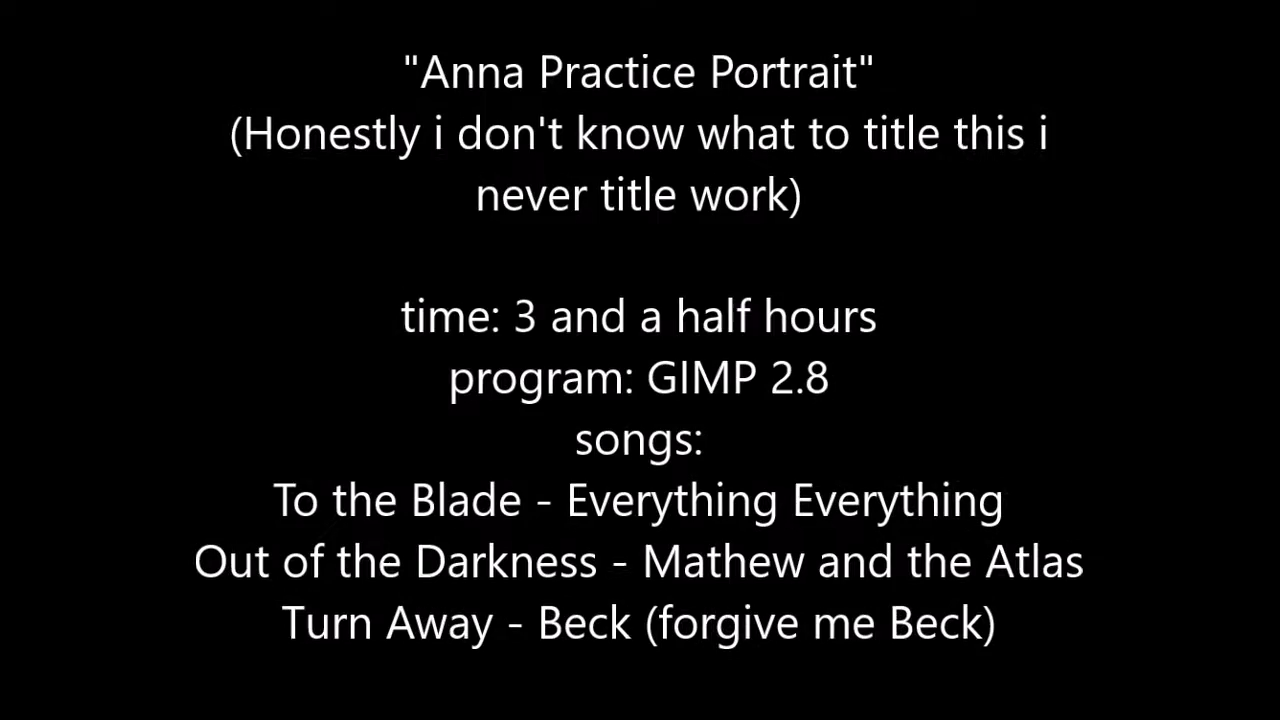 "Anna Practice Portrait"
(Honestly i don't know what to title this i
never title work)
time: 3 and a half hours
program: GIMP 2.8
songs:
To the Blade - Everything Everything
Out of the Darkness - Mathew and the Atlas
Turn Away - Beck (forgive me Beck)